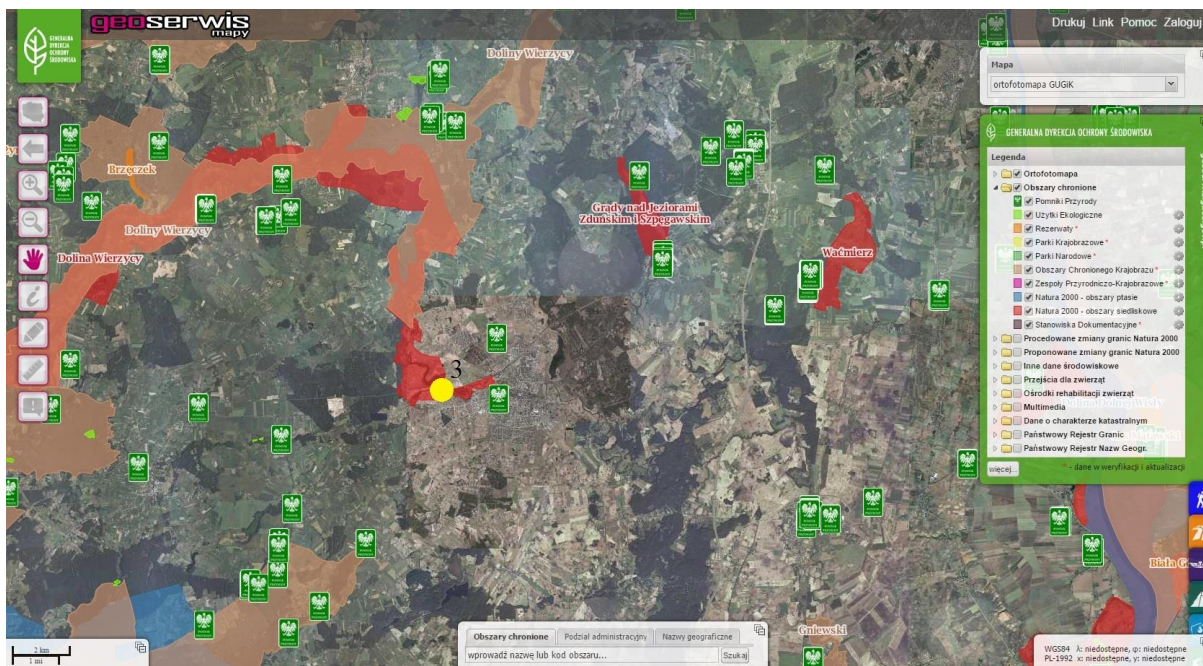 GENERALNA
DYREKCJA
OCHRONY
ŚRODOWISKA
geoserwis
mapy
Drukuj Link Pomoc Zaloguj
Mapa
ortofotomapa GUGiK
GENERALNA DYREKCJA OCHRONY ŚRODOWISKA
Legenda
Ortofotomapa
Obszary chronione
Pomniki Przyrody
Użytki Ekologiczne
Rezerwaty *
Parki Krajobrazowe *
Parki Narodowe *
Obszary Chronionego Krajobrazu *
Zespoły Przyrodniczo-Krajobrazowe *
Natura 2000 - obszary ptasie
Natura 2000 - obszary siedliskowe
Stanowiska Dokumentacyjne *
Procedowane zmiany granic Natura 2000
Proponowane zmiany granic Natura 2000
Inne dane środowiskowe
Przejścia dla zwierząt
Ośrodki rehabilitacji zwierząt
Multimedia
Dane o charakterze katastralnym
Państwowy Rejestr Granic
Państwowy Rejestr Nazw Geogr.
więcej...
* - dane w weryfikacji i aktualizacji
Doliny Wierzycy
Brzęczek
Doliny Wierzycy
Dolina Wierzycy
Grądy nad Jeziorami
Zduńskim i Szpęgawskim
Waćmierz
3
Biała G
Gniewski
2 km
1 mi
Obszary chronione Podział administracyjny Nazwy geograficzne
wprowadź nazwę lub kod obszaru... Szukaj
WGS84 λ: niedostępne, φ: niedostępne
PL-1992 x: niedostępne, y: niedostępne